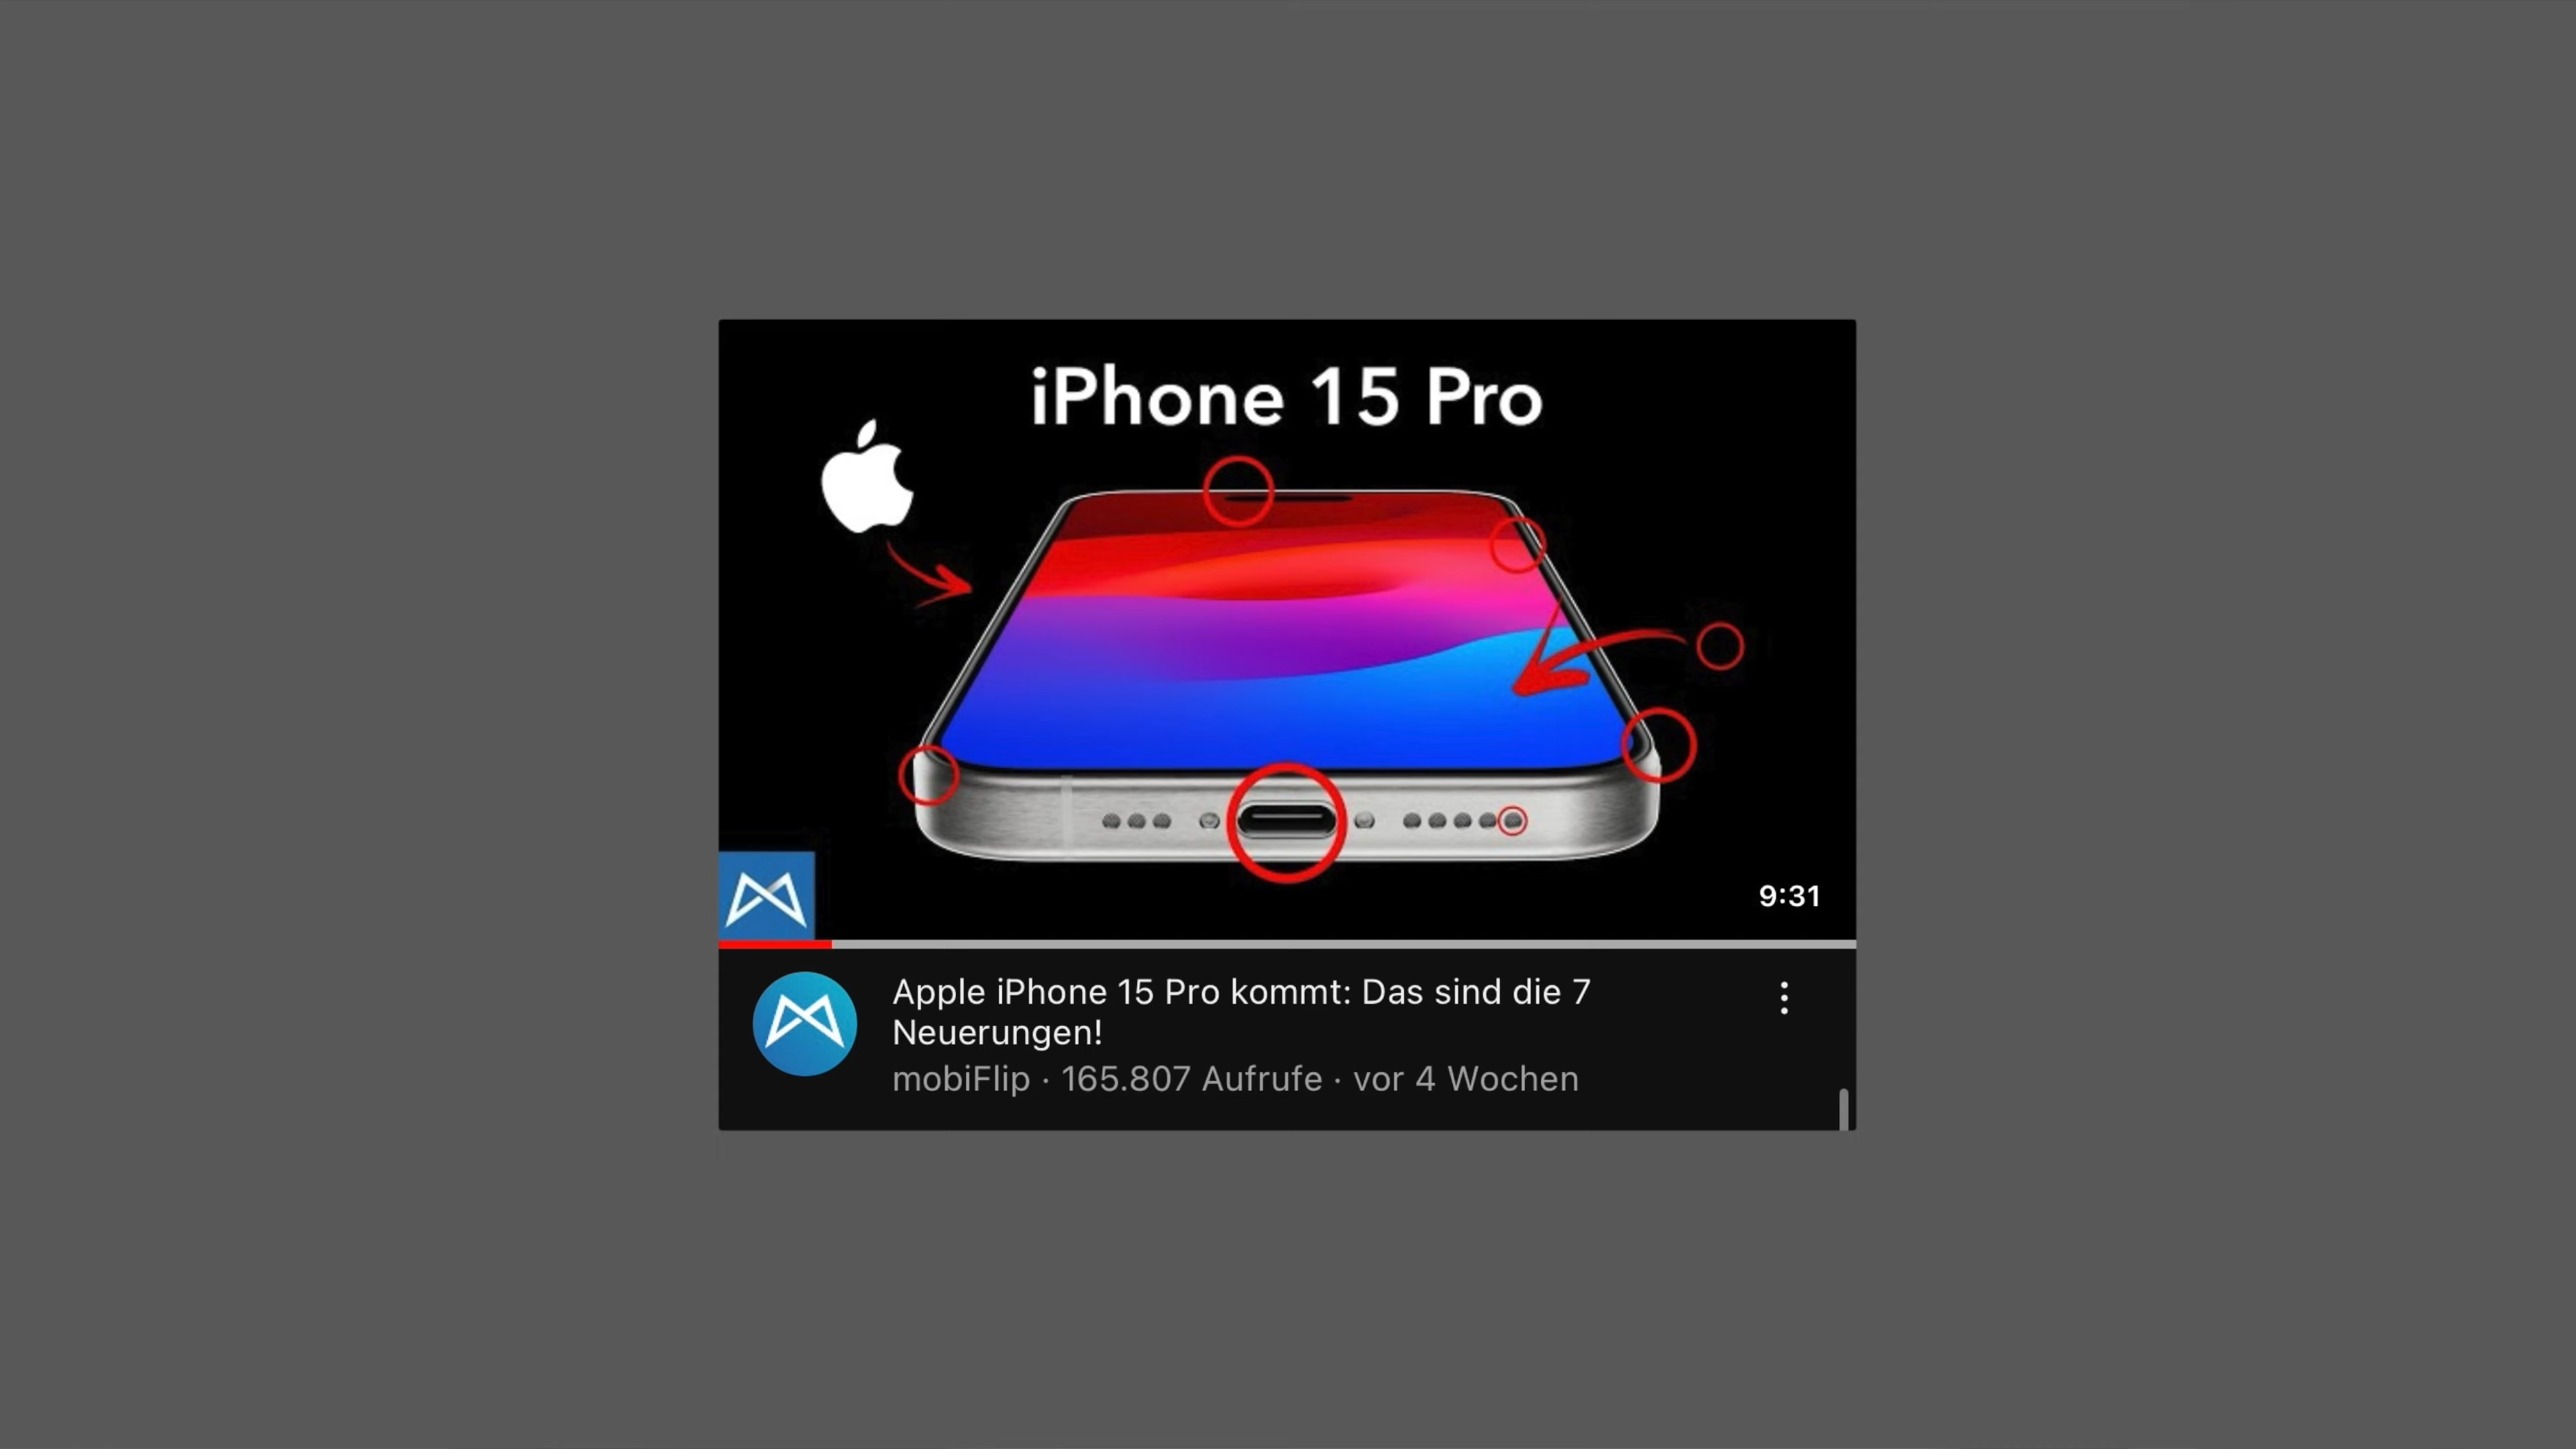 iPhone 15 Pro
9:31
Apple iPhone 15 Pro kommt: Das sind die 7
Neuerungen!
mobiFlip · 165.807 Aufrufe · vor 4 Wochen